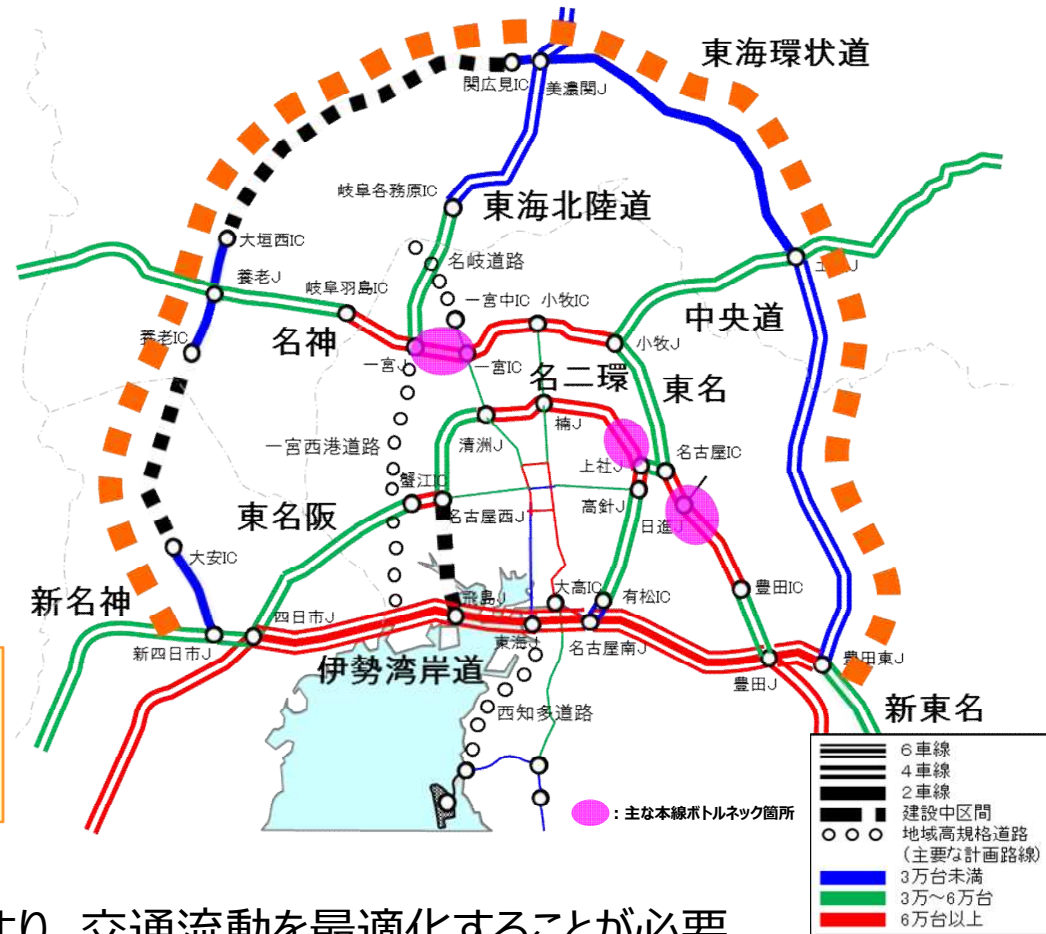 東海環状道
関広見IC
美濃関J
岐阜各務原IC
東海北陸道
大垣西IC
名岐道路
養老J
岐阜羽島IC
一宮中IC
小牧IC
中央道
養老IC
名神
小牧J
一宮J
一宮IC
名二環
東名
清洲J
楠J
一宮西港道路
上社J
名古屋IC
蟹江IC
東名阪
名古屋西J
高針J
日進J
大安IC
豊田IC
新名神
飛島J
大高IC
有松IC
四日市J
新四日市J
東海J
名古屋南J
豊田東J
伊勢湾岸道
豊田J
西知多道路
新東名
6車線
4車線
2車線
建設中区間
地域高規格道路
(主要な計画路線)
3万台未満
3万~6万台
6万台以上
:主な本線ボトルネック箇所
交通流動を最適化することが必要